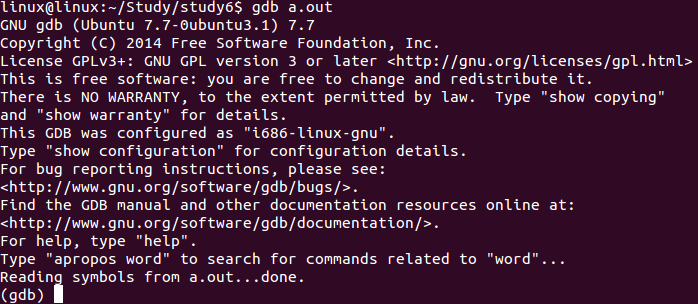 linux@linux:~/Study/study6$ gdb a.out
GNU gdb (Ubuntu 7.7-0ubuntu3.1) 7.7
Copyright (C) 2014 Free Software Foundation, Inc.
License GPLv3+: GNU GPL version 3 or later <http://gnu.org/licenses/gpl.html>
This is free software: you are free to change and redistribute it.
There is NO WARRANTY, to the extent permitted by law.  Type "show copying"
and "show warranty" for details.
This GDB was configured as "i686-linux-gnu".
Type "show configuration" for configuration details.
For bug reporting instructions, please see:
<http://www.gnu.org/software/gdb/bugs/>.
Find the GDB manual and other documentation resources online at:
<http://www.gnu.org/software/gdb/documentation/>.
For help, type "help".
Type "apropos word" to search for commands related to "word"...
Reading symbols from a.out...done.
(gdb)